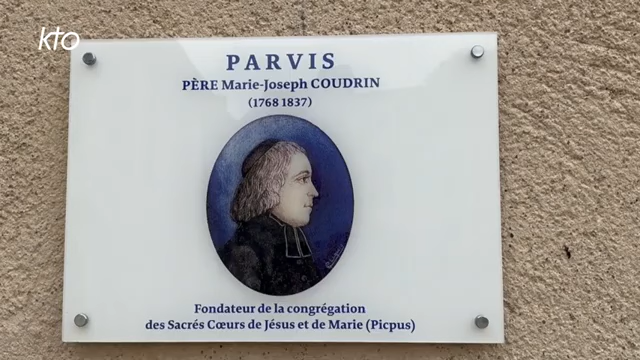 kto
PARVIS
PÈRE Marie-Joseph COUDRIN
(1768 1837)
Fondateur de la congrégation
des Sacrés Cœurs de Jésus et de Marie (Picpus)